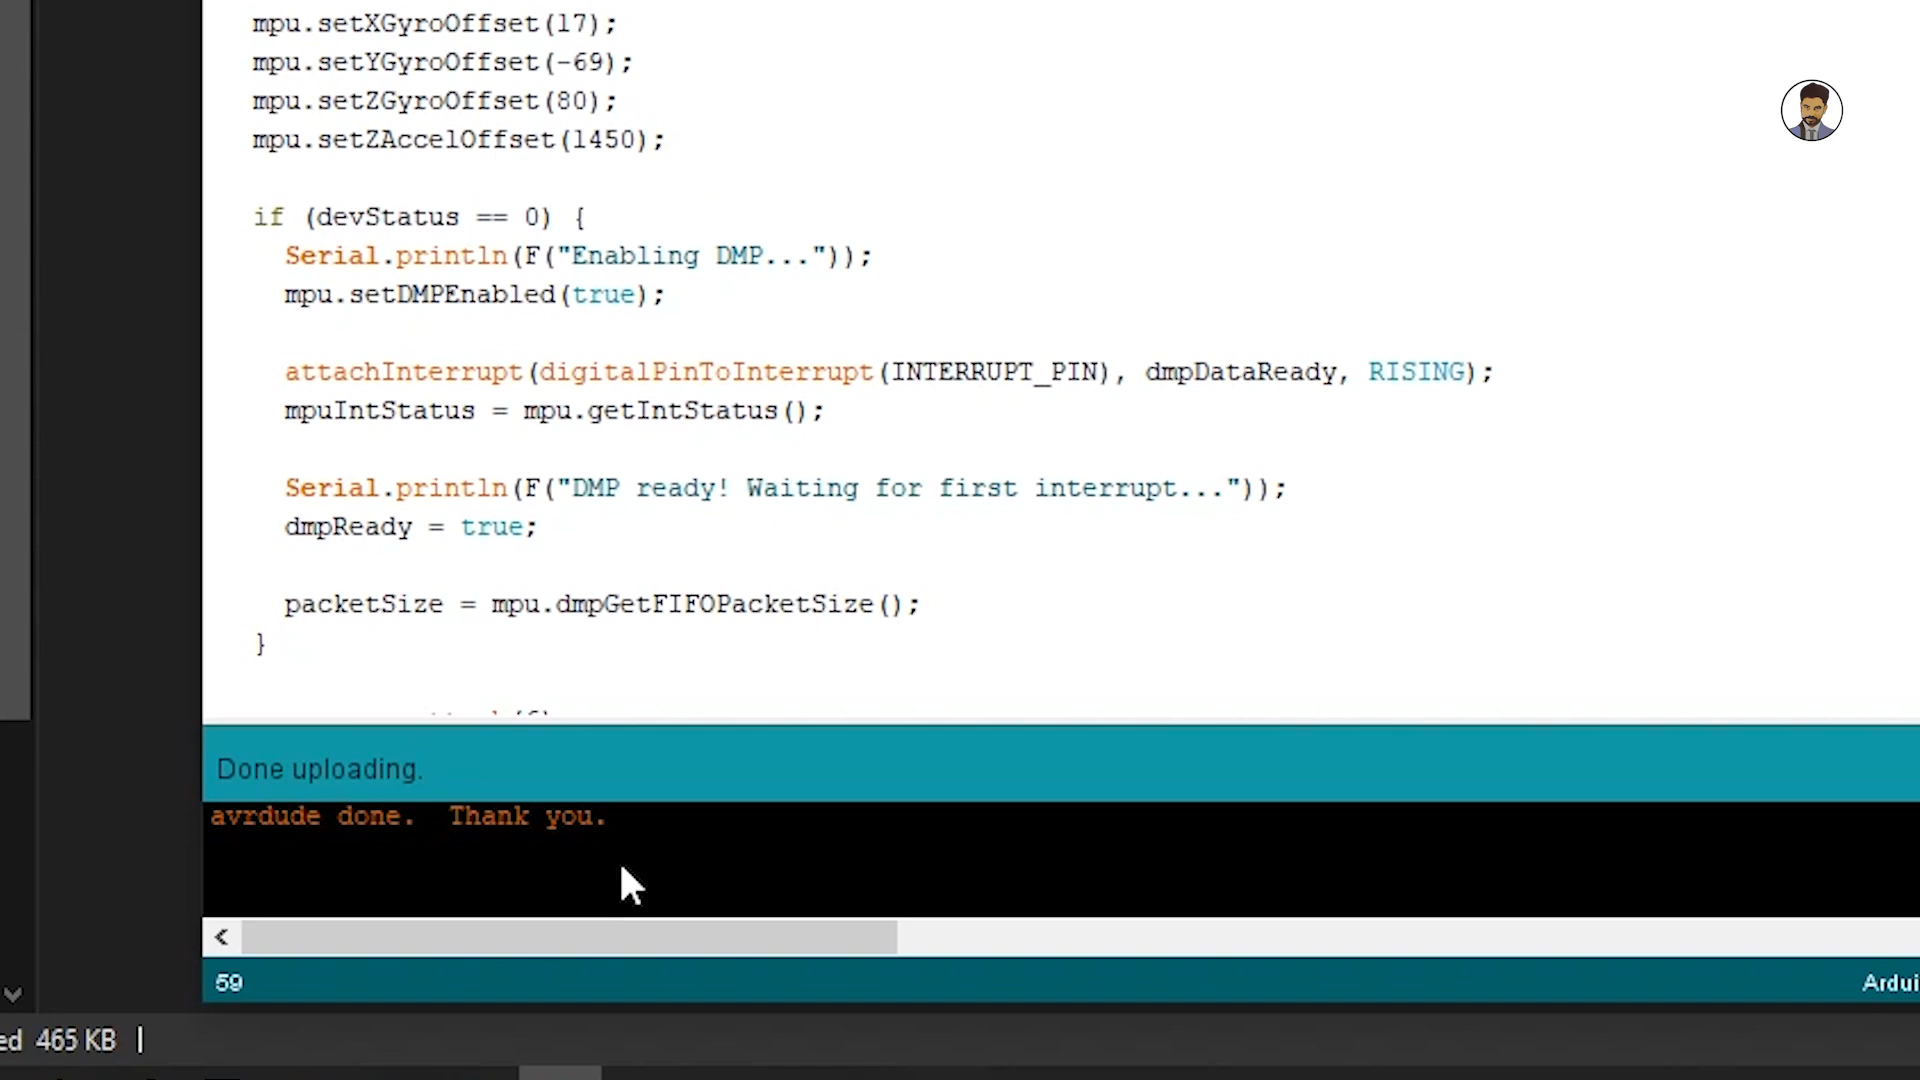 mpu.setXGyroOffset(17);
mpu.setYGyroOffset(-69);
mpu.setZGyroOffset(80);
mpu.setZAccelOffset(1450);
if (devStatus == 0) {
Serial.println(F("Enabling DMP..."));
mpu.setDMPEnabled(true);
attachInterrupt(digitalPinToInterrupt(INTERRUPT_PIN), dmpDataReady, RISING);
mpuIntStatus = mpu.getIntStatus();
Serial.println(F("DMP ready! Waiting for first interrupt..."));
dmpReady = true;
packetSize = mpu.dmpGetFIFOPacketSize();
}
Done uploading.
avrdude done.  Thank you.
59
Ardui
ed 465 KB